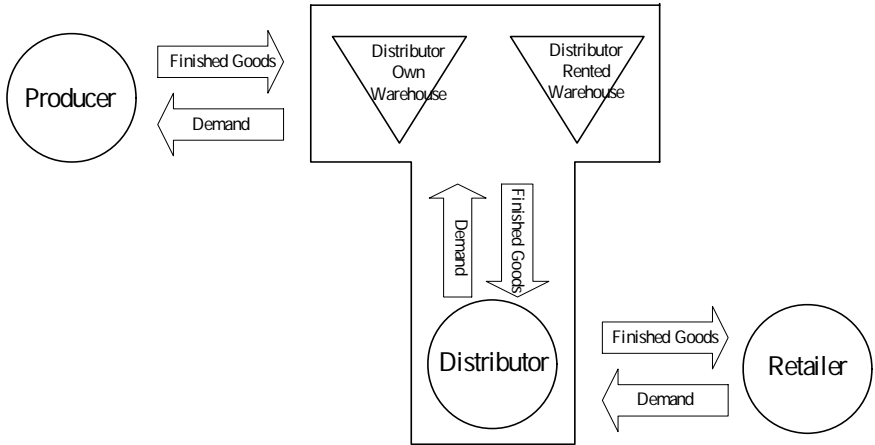 Producer
Finished Goods
Demand
Distributor
Own
Warehouse
Distributor
Rented
Warehouse
Demand
Finished Goods
Distributor
Finished Goods
Demand
Retailer